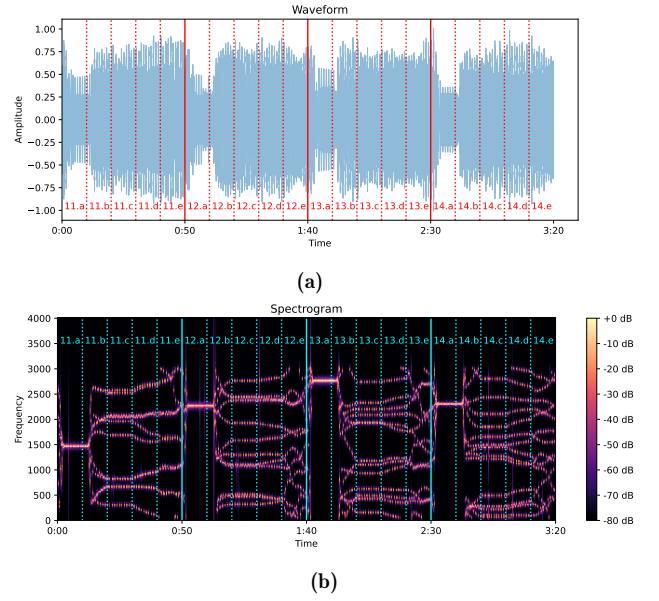 Waveform
1.00
0.75
0.50
0.25
0.00
−0.25
−0.50
−0.75
−1.00
Amplitude
11.a 11.b 11.c 11.d 11.e 12.a 12.b 12.c 12.d 12.e 13.a 13.b 13.c 13.d 13.e 14.a 14.b 14.c 14.d 14.e
0:00 0:50 1:40 2:30 3:20
Time
(a)
Spectrogram
4000
3500
3000
2500
2000
1500
1000
500
0
Frequency
11.a 11.b 11.c 11.d 11.e 12.a 12.b 12.c 12.d 12.e 13.a 13.b 13.c 13.d 13.e 14.a 14.b 14.c 14.d 14.e
0:00 0:50 1:40 2:30 3:20
Time
+0 dB
-10 dB
-20 dB
-30 dB
-40 dB
-50 dB
-60 dB
-70 dB
-80 dB
(b)